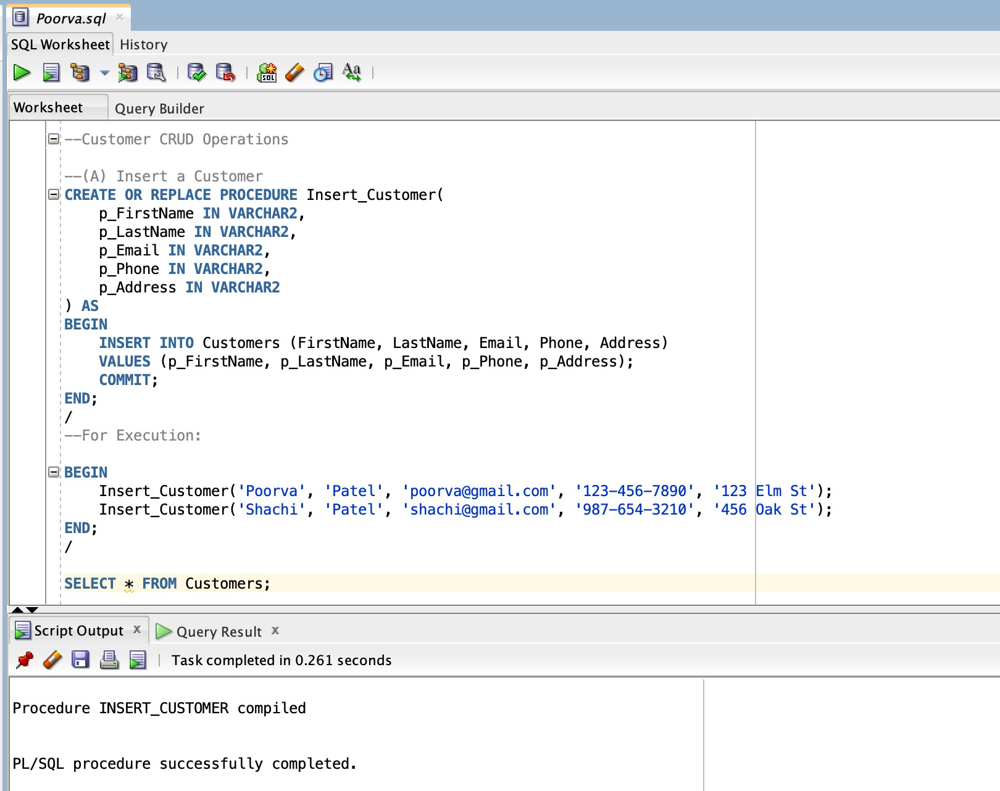 Poorva.sql
SQL Worksheet History
SQL Aa
Worksheet Query Builder
--Customer CRUD Operations
--(A) Insert a Customer
CREATE OR REPLACE PROCEDURE Insert_Customer(
    p_FirstName IN VARCHAR2,
    p_LastName IN VARCHAR2,
    p_Email IN VARCHAR2,
    p_Phone IN VARCHAR2,
    p_Address IN VARCHAR2
) AS
BEGIN
    INSERT INTO Customers (FirstName, LastName, Email, Phone, Address)
    VALUES (p_FirstName, p_LastName, p_Email, p_Phone, p_Address);
    COMMIT;
END;
/
--For Execution:
BEGIN
    Insert_Customer('Poorva', 'Patel', 'poorva@gmail.com', '123-456-7890', '123 Elm St');
    Insert_Customer('Shachi', 'Patel', 'shachi@gmail.com', '987-654-3210', '456 Oak St');
END;
/
SELECT * FROM Customers;
Script Output x Query Result x
Task completed in 0.261 seconds
Procedure INSERT_CUSTOMER compiled
PL/SQL procedure successfully completed.